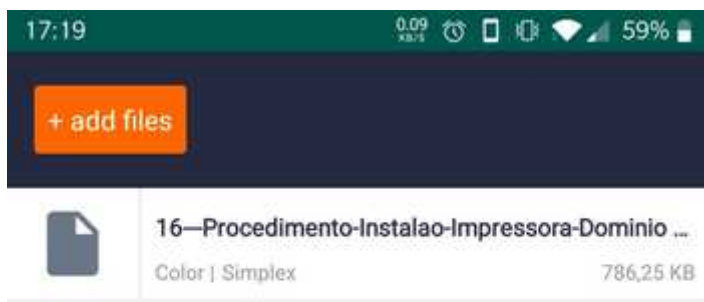 17:19 0.09 KB/S 59%
+ add files
16—Procedimento-Instalao-Impressora-Dominio ...
Color | Simplex 786,25 KB